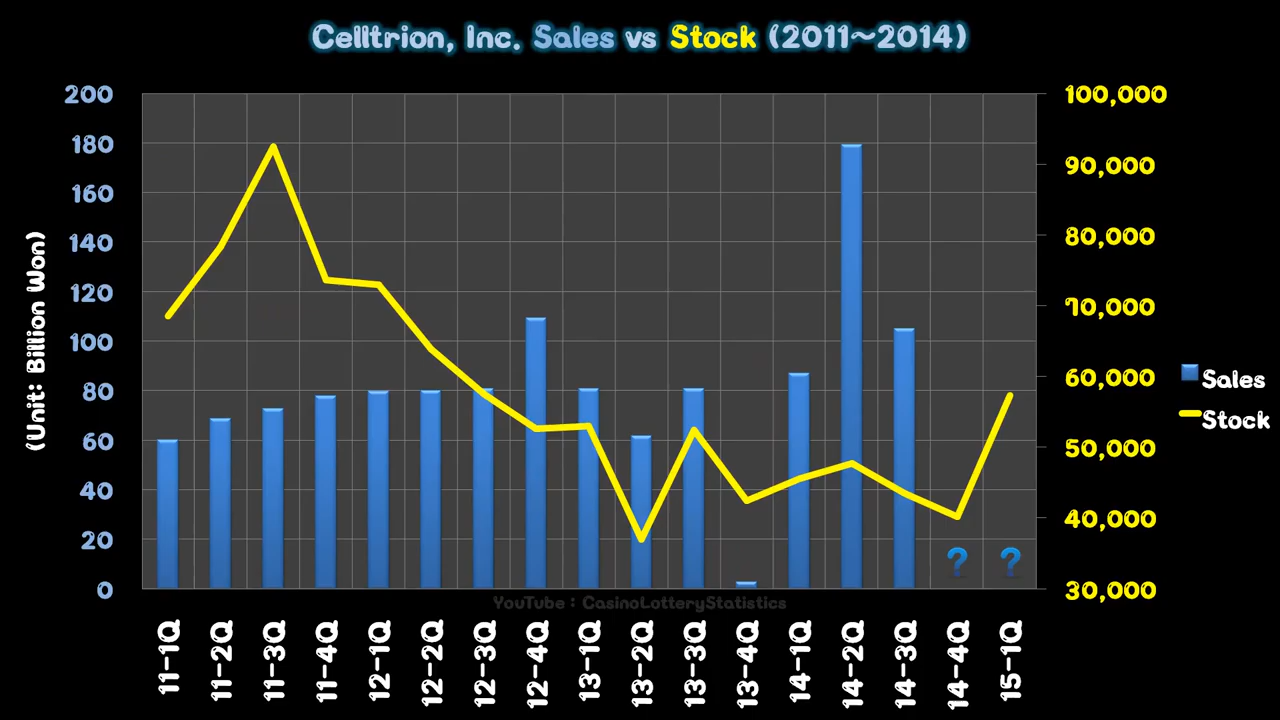 Celltrion, Inc. Sales vs Stock (2011~2014)
(Unit: Billion Won)
200
180
160
140
120
100
80
60
40
20
0
100,000
90,000
80,000
70,000
60,000
50,000
40,000
30,000
Sales
Stock
? ?
YouTube : CasinoLotteryStatistics
11-1Q
11-2Q
11-3Q
11-4Q
12-1Q
12-2Q
12-3Q
12-4Q
13-1Q
13-2Q
13-3Q
13-4Q
14-1Q
14-2Q
14-3Q
14-4Q
15-1Q